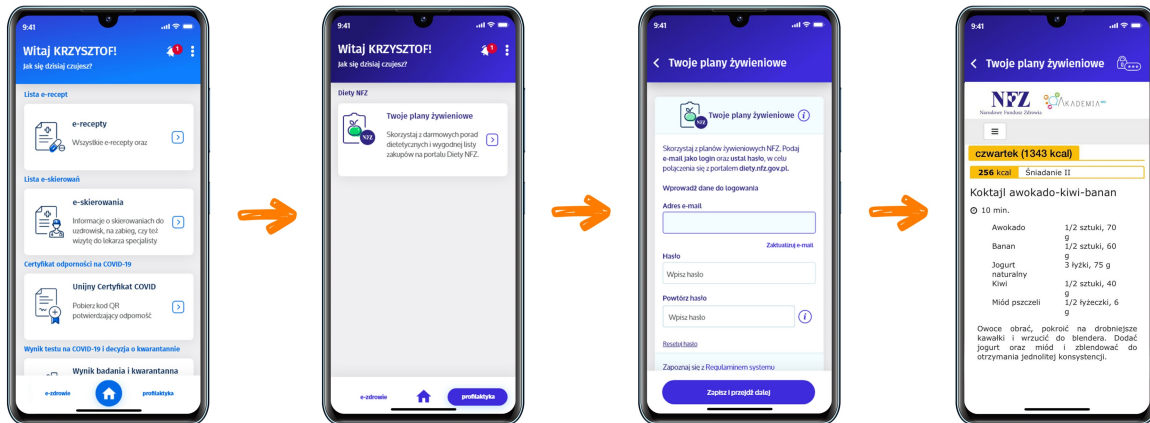 9:41
Witaj KRZYSZTOF!
1
Jak się dzisiaj czujesz?
Lista e-recept
e-recepty
Wszystkie e-recepty oraz
Lista e-skierowań
e-skierowania
Informacje o skierowaniach do
uzdrowisk, na zabieg, czy też
wizytę do lekarza specjalisty
Certyfikat odporności na COVID-19
Unijny Certyfikat COVID
Pobierz kod QR
potwierdzający odporność
Wynik testu na COVID-19 i decyzja o kwarantannie
Wynik badania i kwarantanna
e-zdrowie
profilaktyka
9:41
Witaj KRZYSZTOF!
1
Jak się dzisiaj czujesz?
Diety NFZ
Twoje plany żywieniowe
NFZ
Skorzystaj z darmowych porad
dietetycznych i wygodnej listy
zakupów na portalu Diety NFZ.
e-zdrowie
profilaktyka
9:41
Twoje plany żywieniowe
NFZ
Twoje plany żywieniowe
Skorzystaj z planów żywieniowych NFZ. Podaj
e-mail jako login oraz ustal hasło, w celu
połączenia się z portalem diety.nfz.gov.pl.
Wprowadź dane do logowania
Adres e-mail
Zaktualizuj e-mail
Hasło
Wpisz hasło
Powtórz hasło
Wpisz hasło
Resetuj hasło
Zapoznaj się z Regulaminem systemu
Zapisz i przejdź dalej
9:41
Twoje plany żywieniowe
NFZ
Narodowy Fundusz Zdrowia
AKADEMIA
czwartek (1343 kcal)
256 kcal Śniadanie II
Koktajl awokado-kiwi-banan
10 min.
Awokado 1/2 sztuki, 70
g
Banan 1/2 sztuki, 60
g
Jogurt 3 łyżki, 75 g
naturalny
Kiwi 1/2 sztuki, 40
g
Miód pszczeli 1/2 łyżeczki, 6
g
Owoce obrać, pokroić na drobniejsze
kawałki i wrzucić do blendera. Dodać
jogurt oraz miód i zblendować do
otrzymania jednolitej konsystencji.